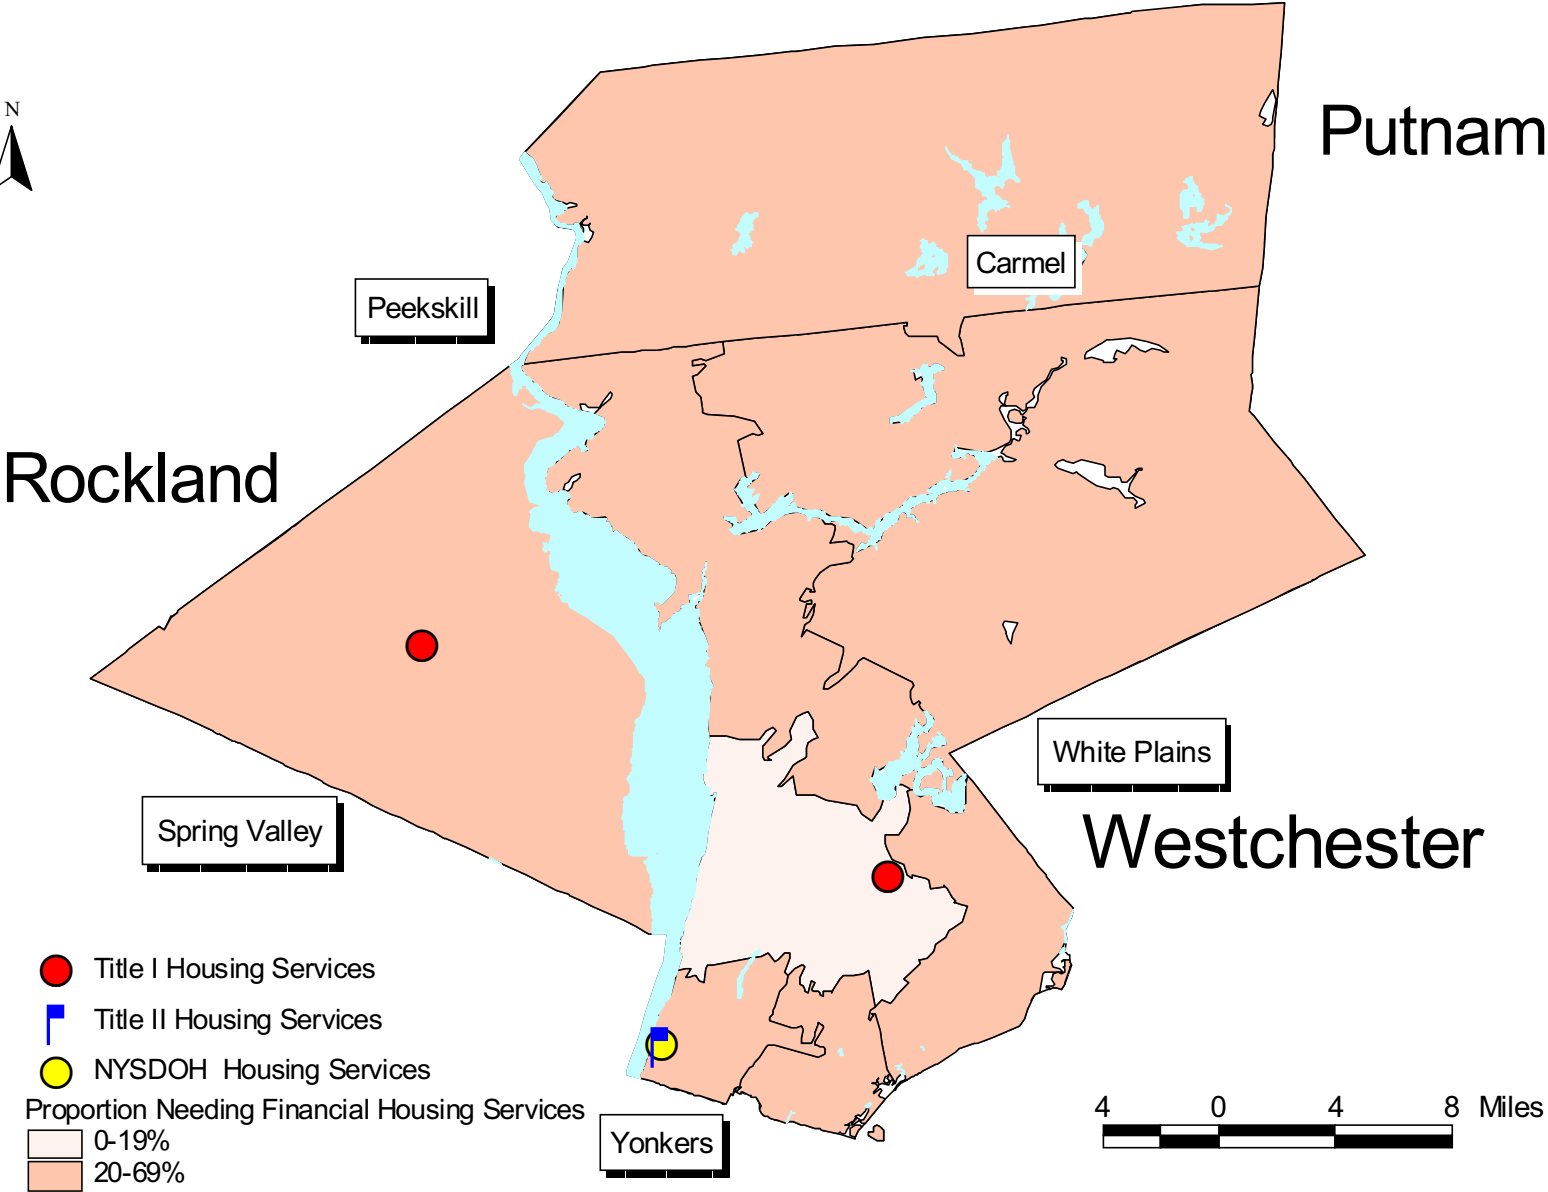 N
Putnam
Carmel
Peekskill
Rockland
White Plains
Westchester
Spring Valley
Title I Housing Services
Title II Housing Services
NYSDOH  Housing Services
Proportion Needing Financial Housing Services
0-19%
20-69%
Yonkers
4 0 4 8 Miles